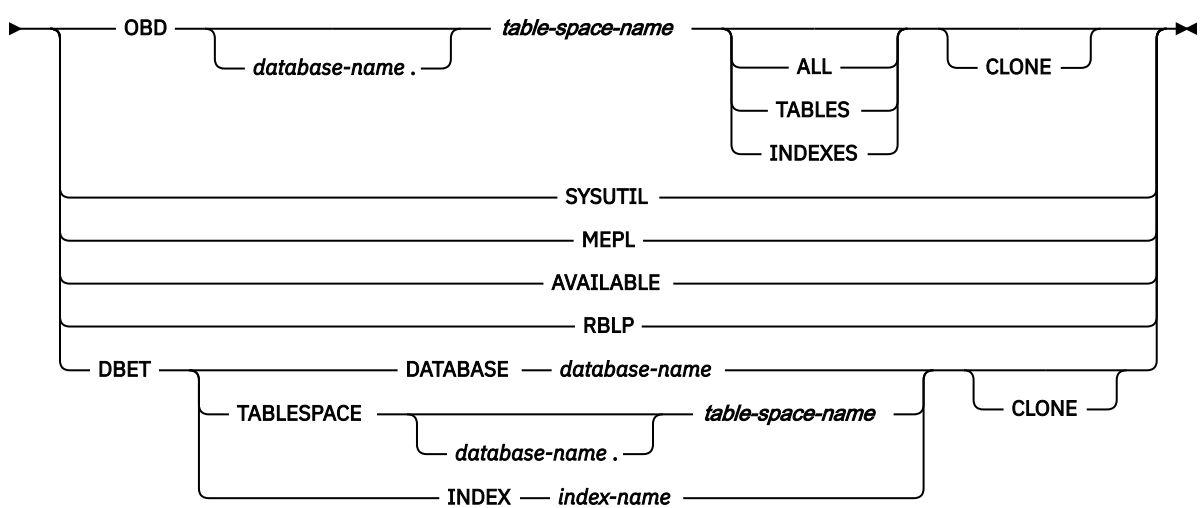 OBD table-space-name
database-name . ALL CLONE
TABLES
INDEXES
SYSUTIL
MEPL
AVAILABLE
RBLP
DBET DATABASE database-name
TABLESPACE table-space-name CLONE
database-name .
INDEX index-name